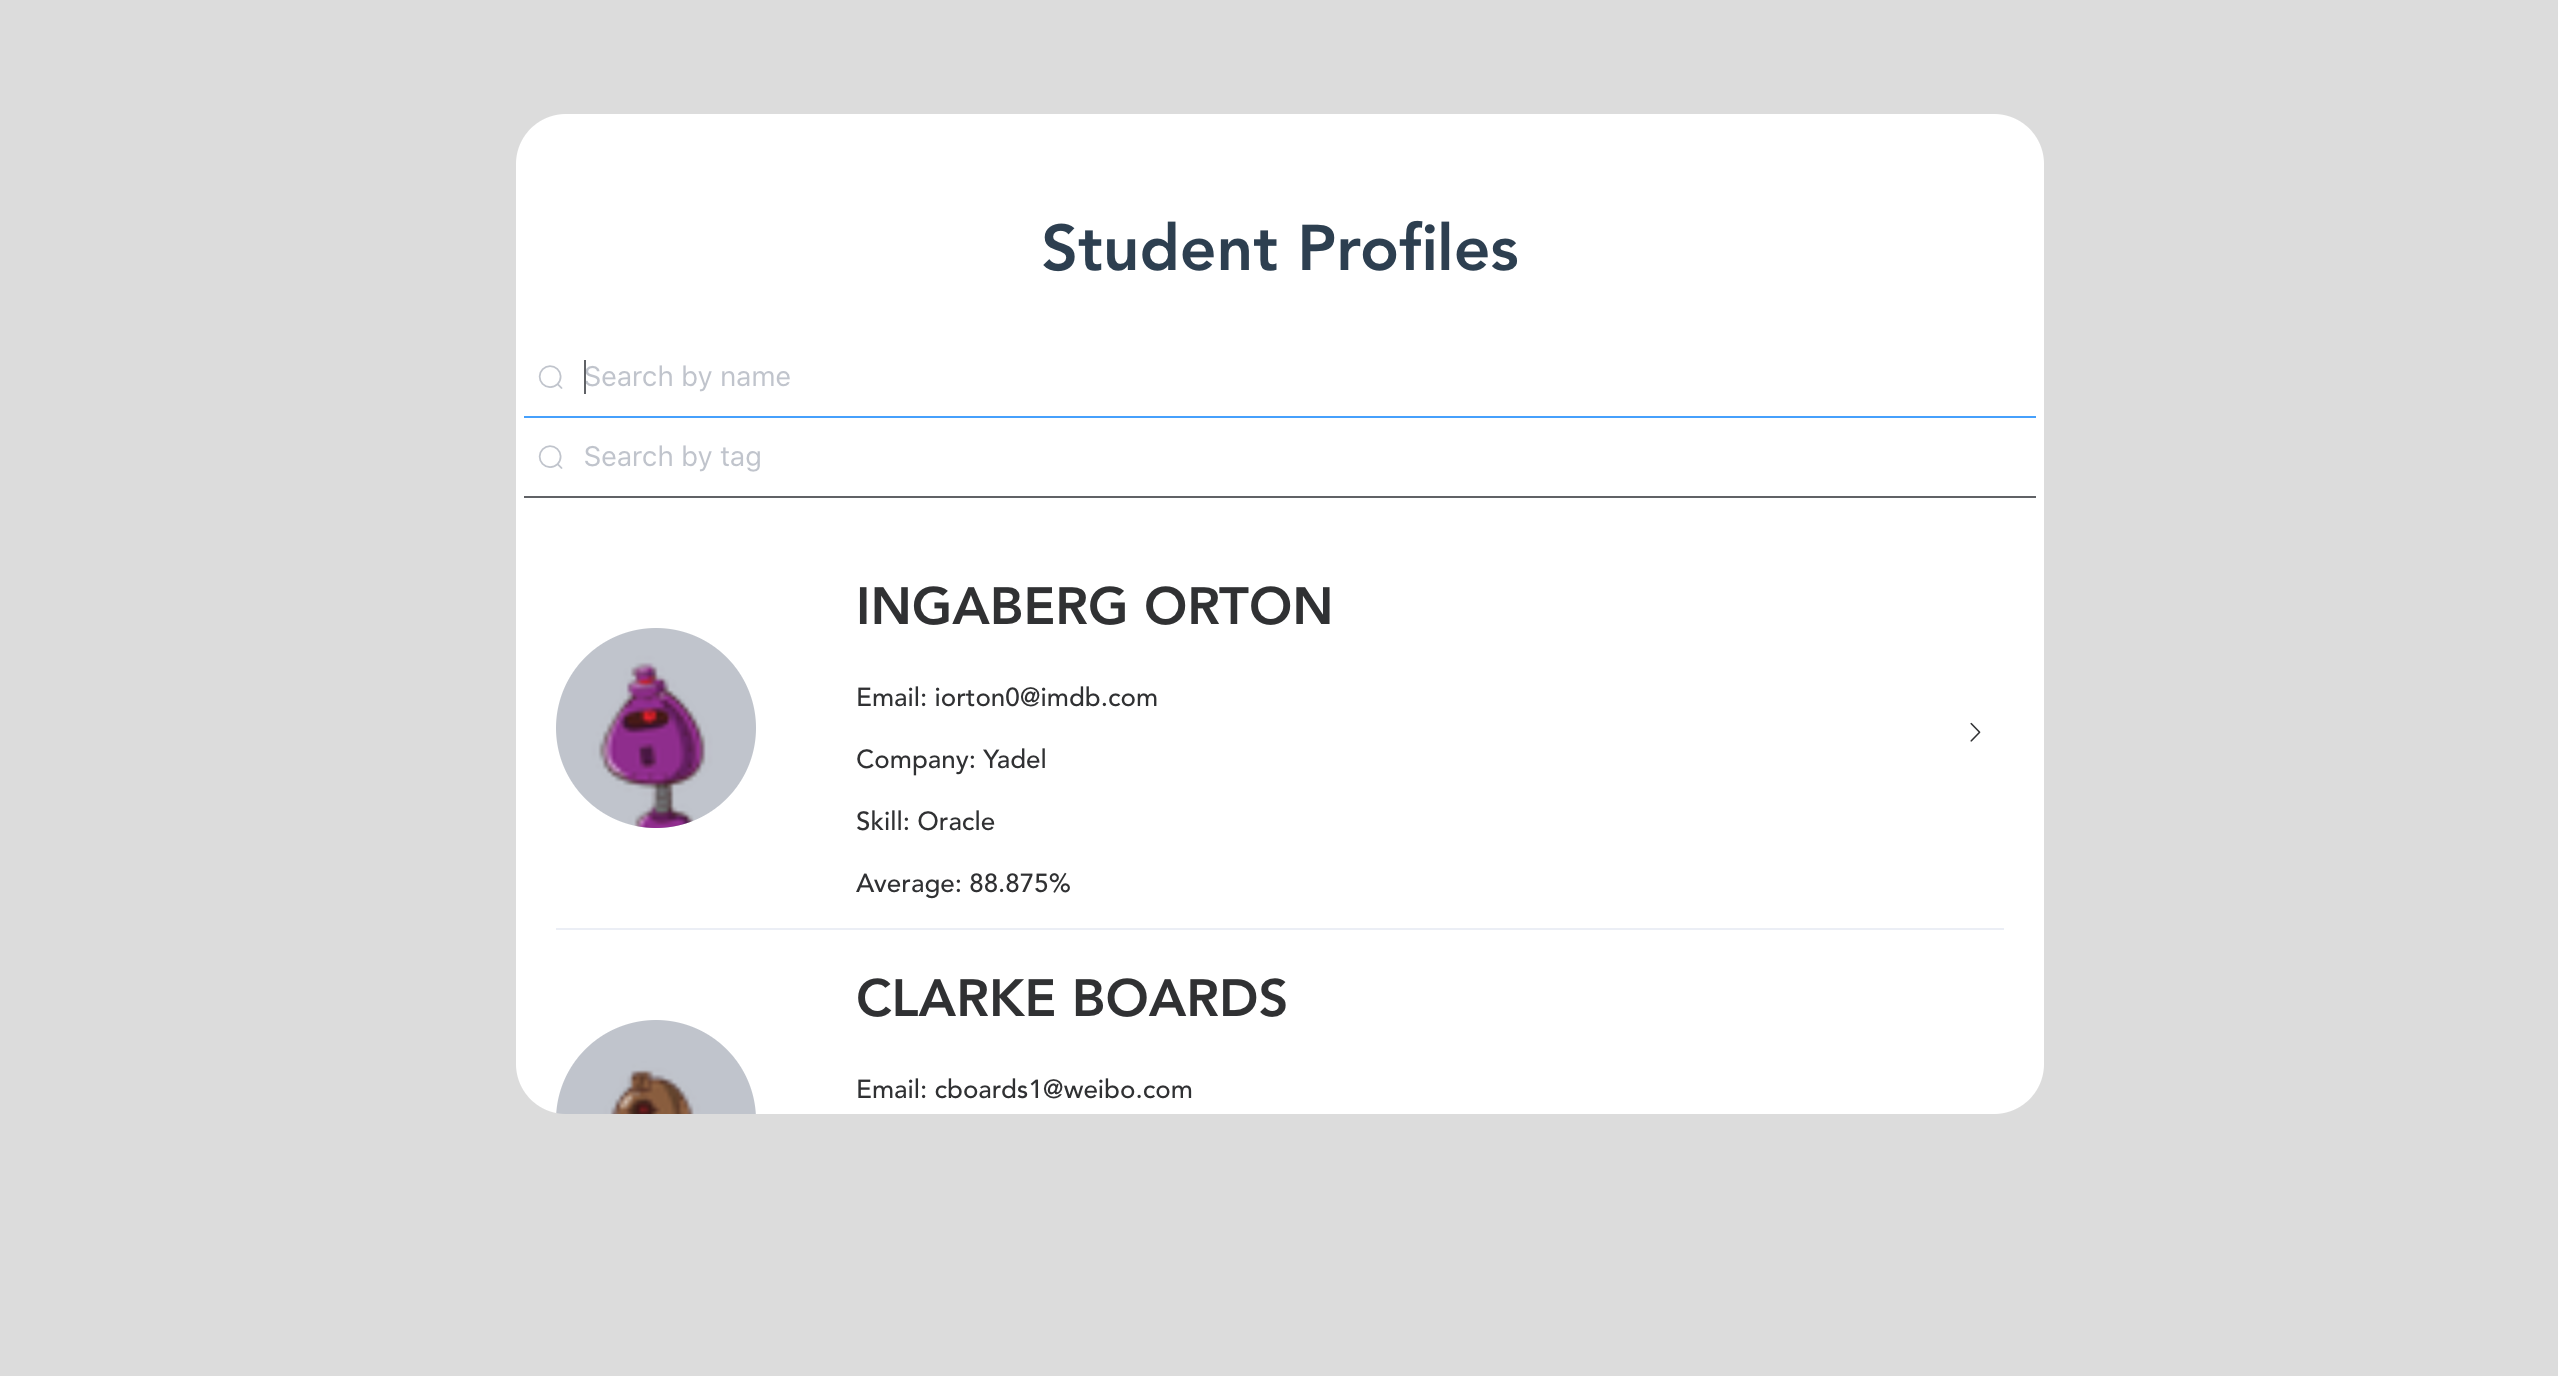 Student Profiles
Search by name
Search by tag
INGABERG ORTON
Email: iorton0@imdb.com
Company: Yadel
Skill: Oracle
Average: 88.875%
CLARKE BOARDS
Email: cboards1@weibo.com